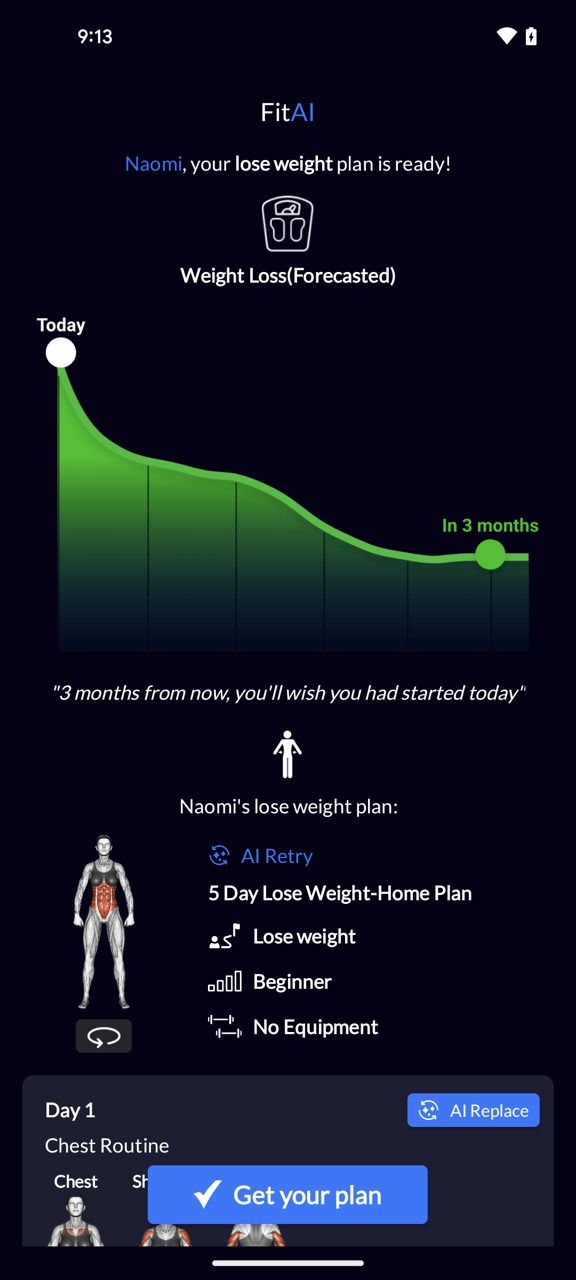 9:13
FitAI
Naomi, your lose weight plan is ready!
Weight Loss(Forecasted)
Today
In 3 months
"3 months from now, you'll wish you had started today"
Naomi's lose weight plan:
AI Retry
5 Day Lose Weight-Home Plan
Lose weight
Beginner
No Equipment
Day 1
AI Replace
Chest Routine
Chest
Get your plan